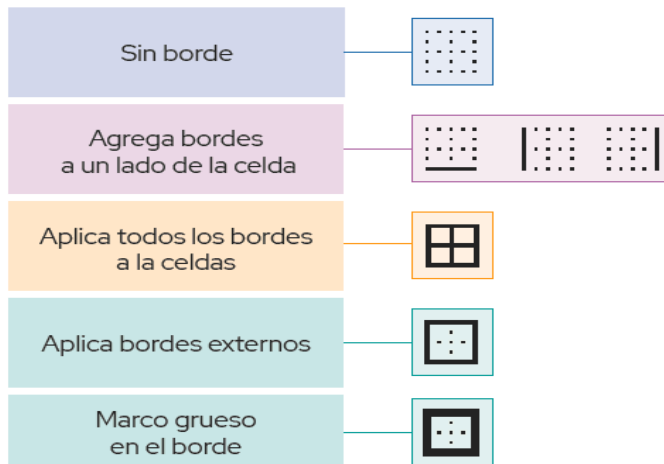 Sin borde
Agrega bordes
a un lado de la celda
Aplica todos los bordes
a la celdas
Aplica bordes externos
Marco grueso
en el borde